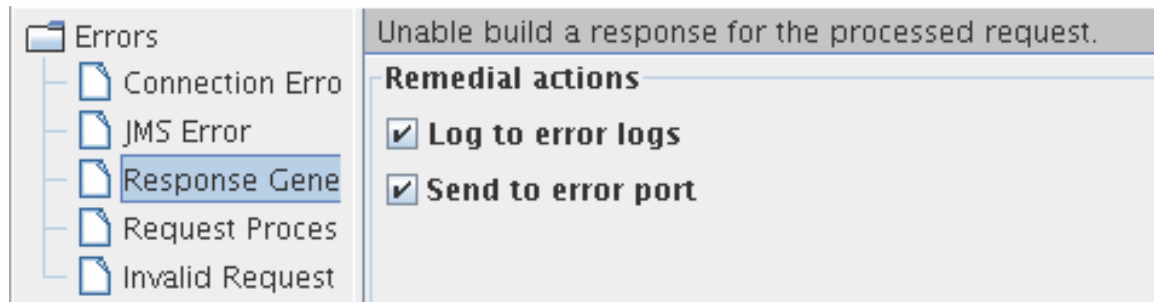 Errors
Connection Erro
JMS Error
Response Gene
Request Proces
Invalid Request
Unable build a response for the processed request.
Remedial actions
Log to error logs
Send to error port